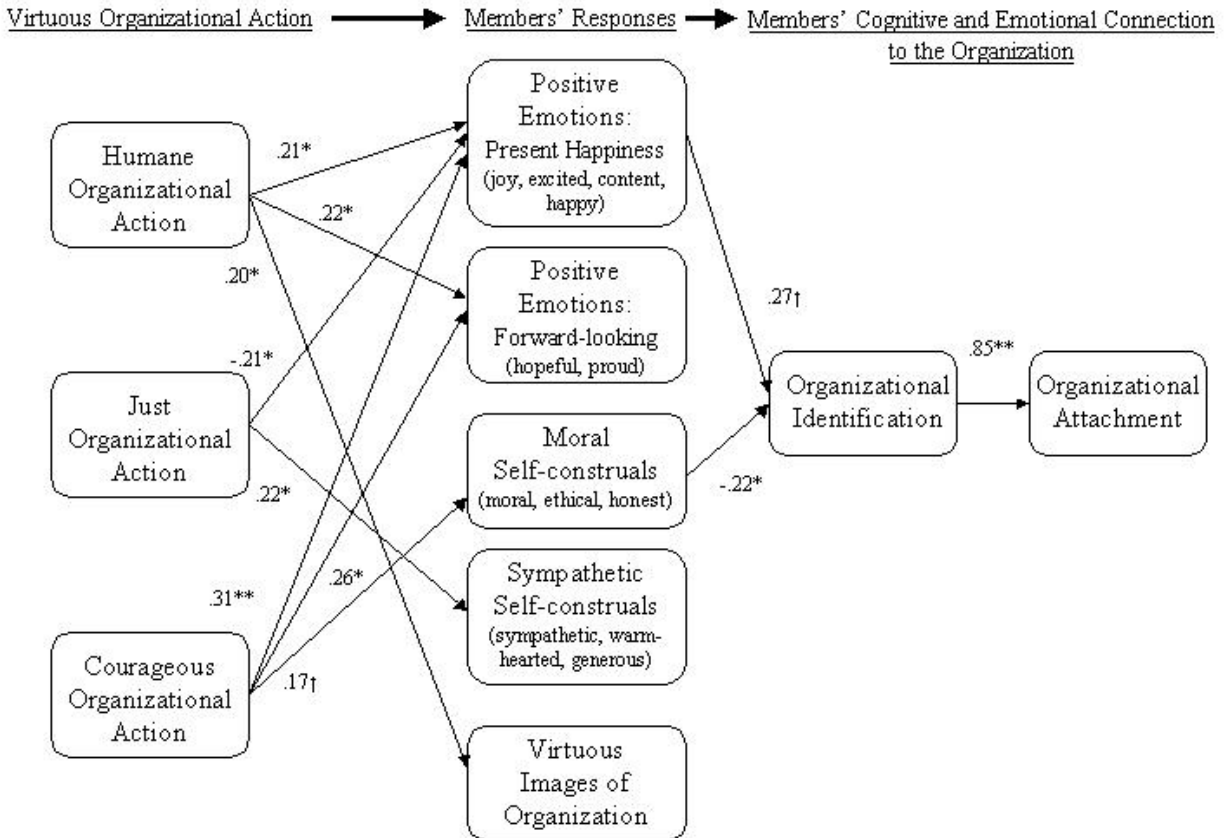 Virtuous Organizational Action
Members’ Responses
Members’ Cognitive and Emotional Connection
to the Organization
Humane
Organizational
Action
Just
Organizational
Action
Courageous
Organizational
Action
.21*
.22*
.20*
-.21*
.22*
.31**
.26*
.17†
Positive
Emotions:
Present Happiness
(joy, excited, content,
happy)
Positive
Emotions:
Forward-looking
(hopeful, proud)
Moral
Self-construals
(moral, ethical, honest)
Sympathetic
Self-construals
(sympathetic, warm-
hearted, generous)
Virtuous
Images of
Organization
.27†
-.22*
Organizational
Identification
.85**
Organizational
Attachment